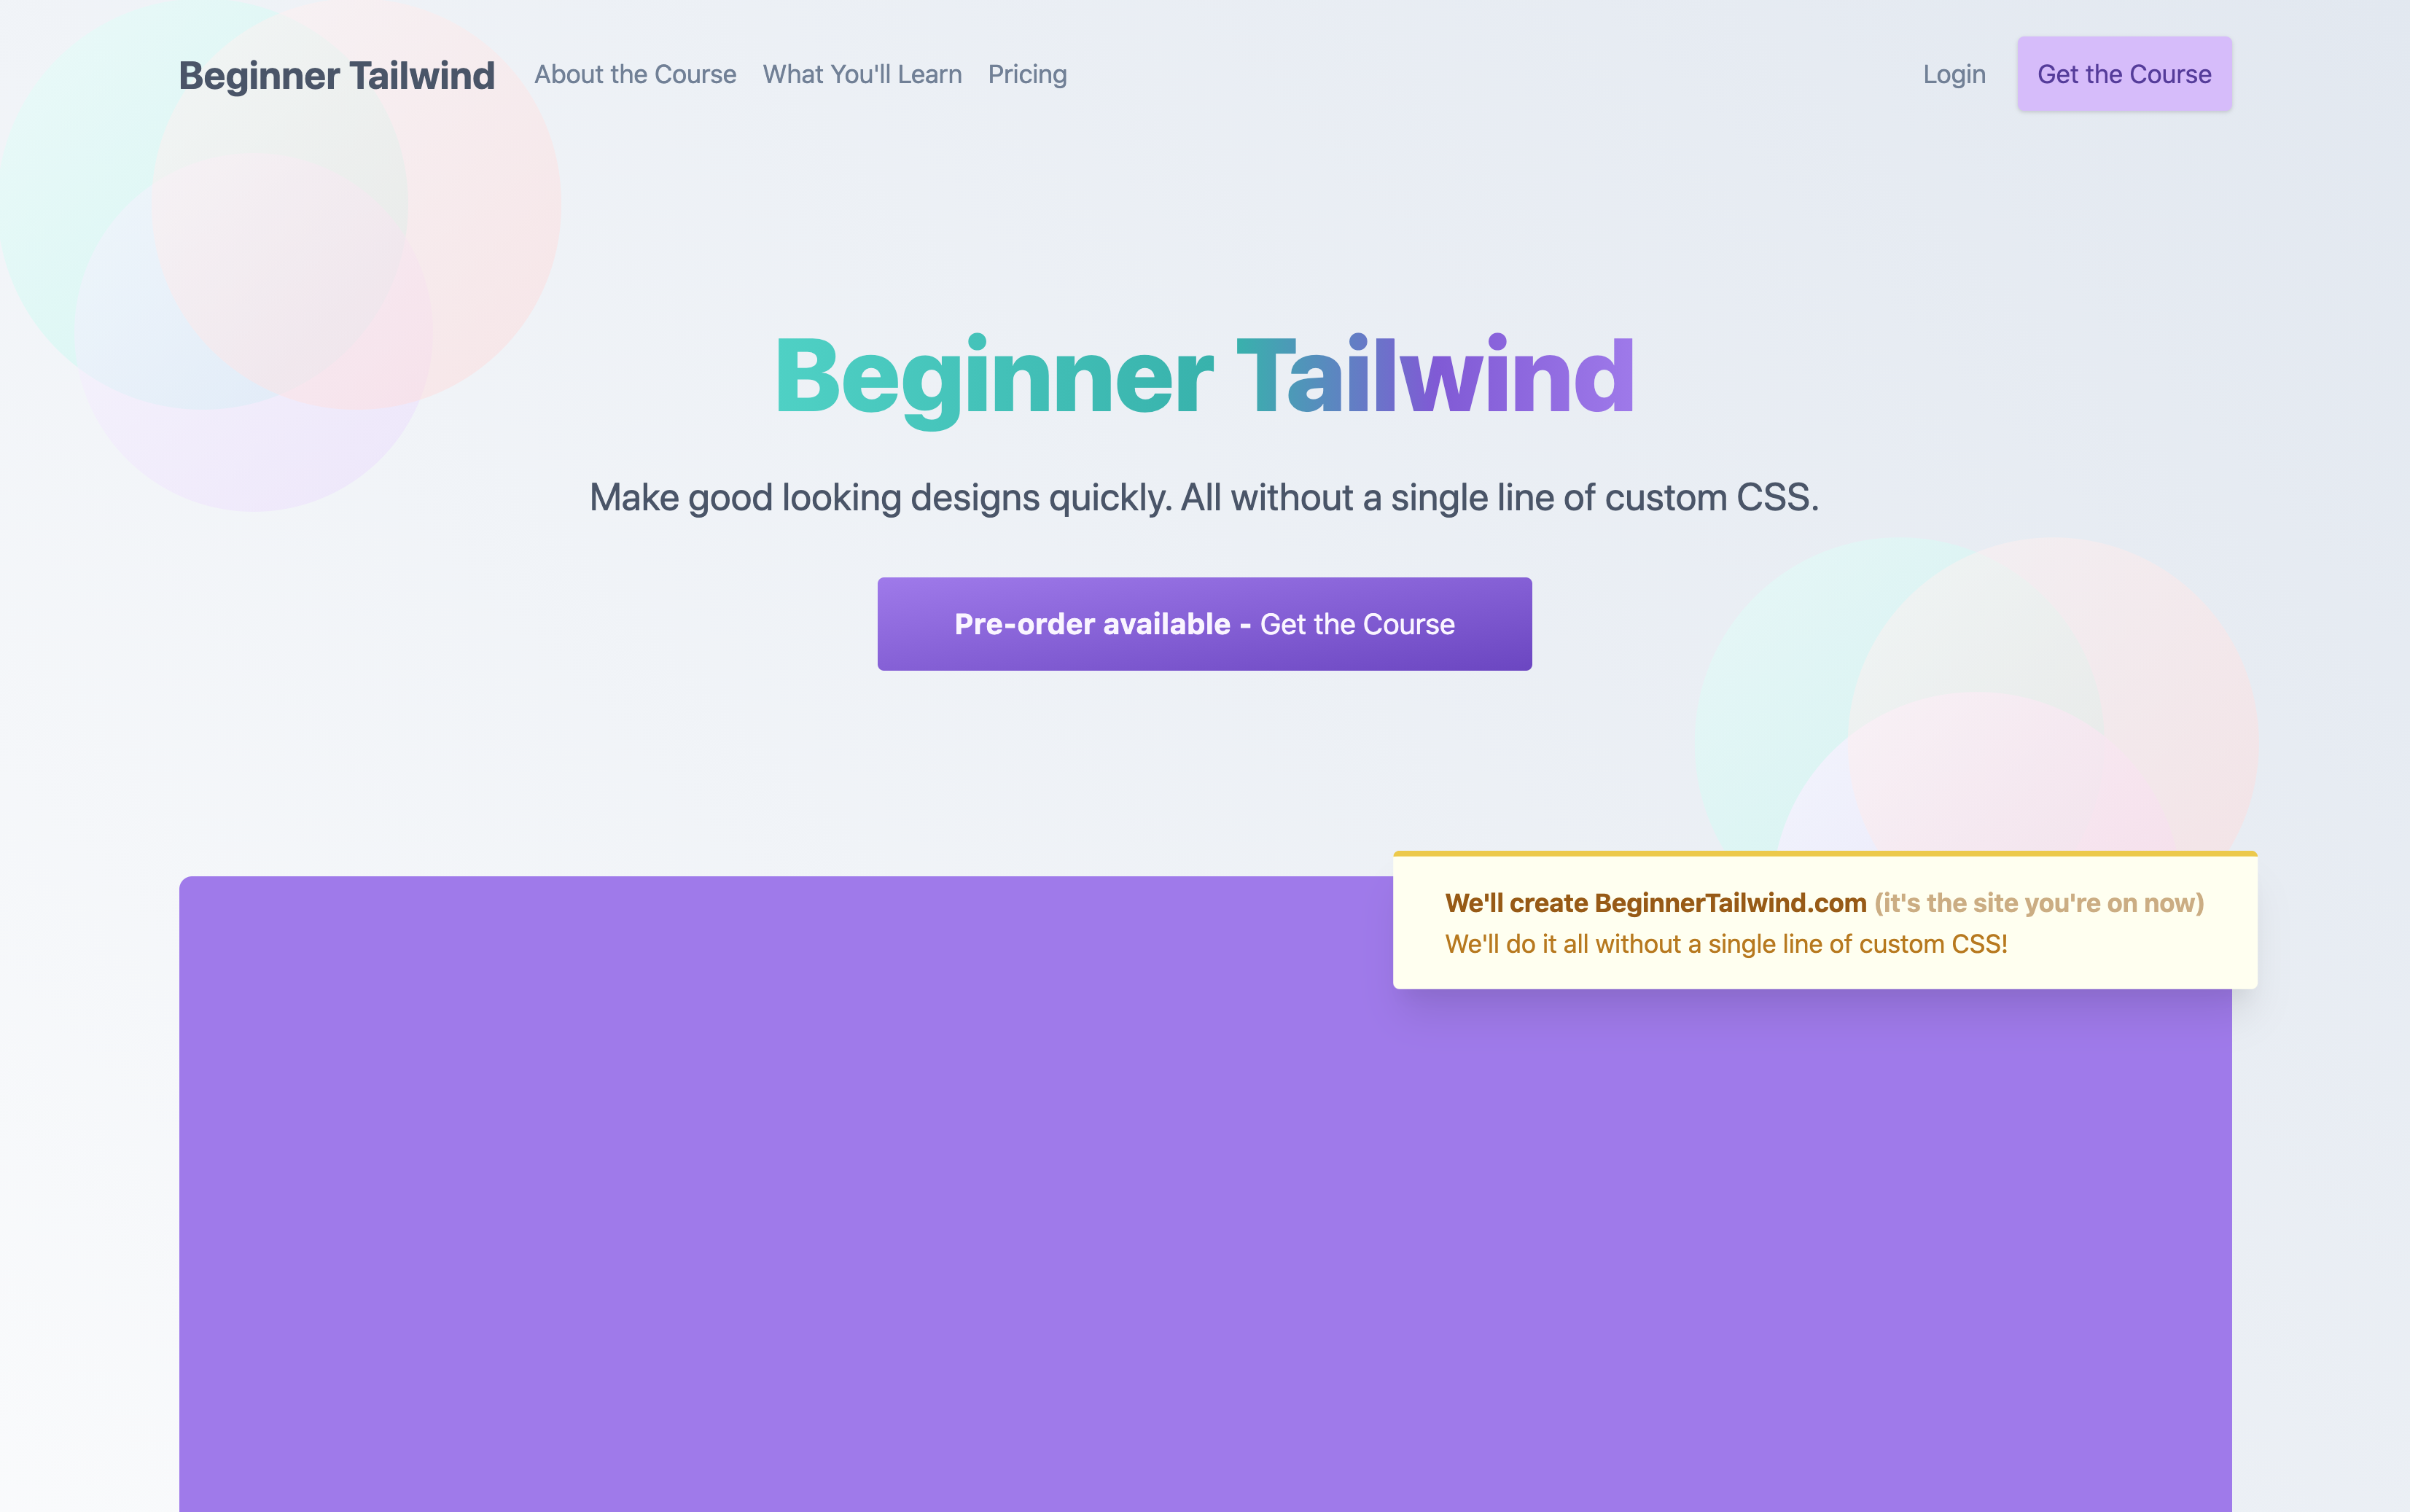 Beginner Tailwind About the Course What You'll Learn Pricing Login Get the Course
Beginner Tailwind
Make good looking designs quickly. All without a single line of custom CSS.
Pre-order available - Get the Course
We'll create BeginnerTailwind.com (it's the site you're on now)
We'll do it all without a single line of custom CSS!